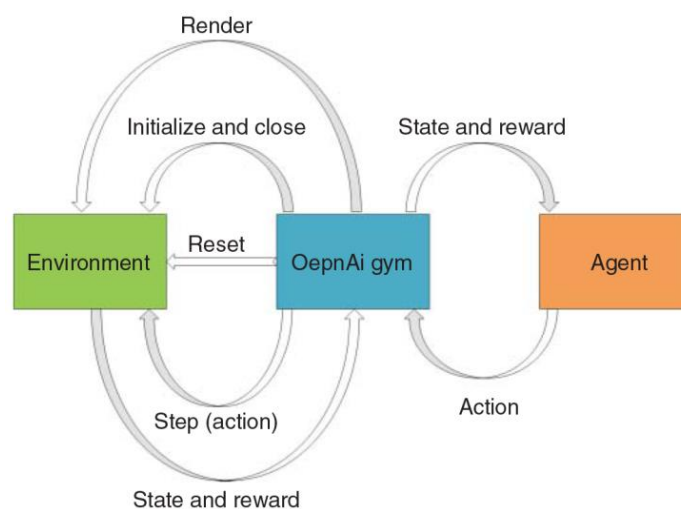 Render
Initialize and close
State and reward
Environment
Reset
OepnAi gym
Agent
Step (action)
Action
State and reward